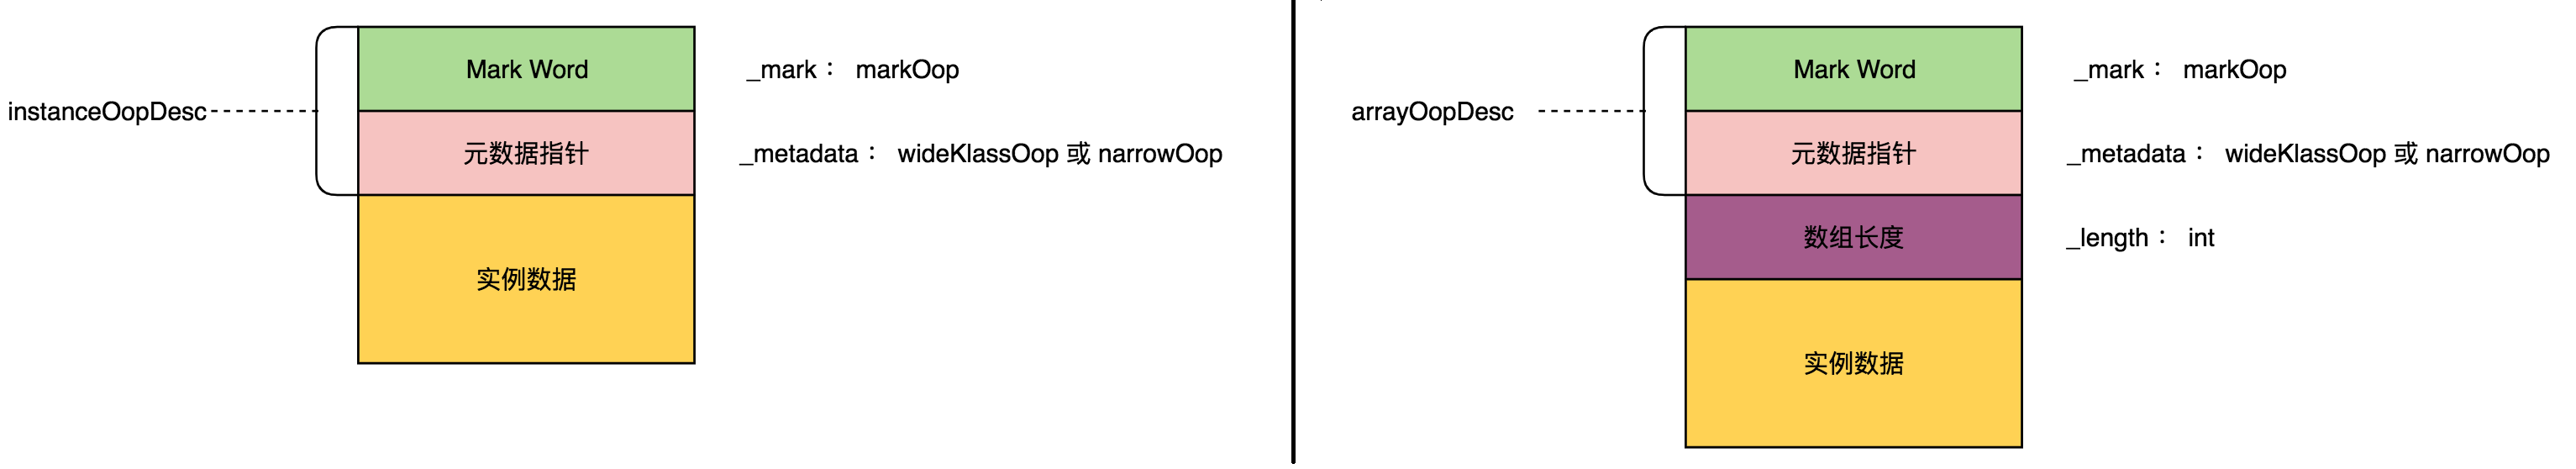 instanceOopDesc
Mark Word
_mark： markOop
元数据指针
_metadata： wideKlassOop 或 narrowOop
实例数据
arrayOopDesc
Mark Word
_mark： markOop
元数据指针
_metadata： wideKlassOop 或 narrowOop
数组长度
_length： int
实例数据